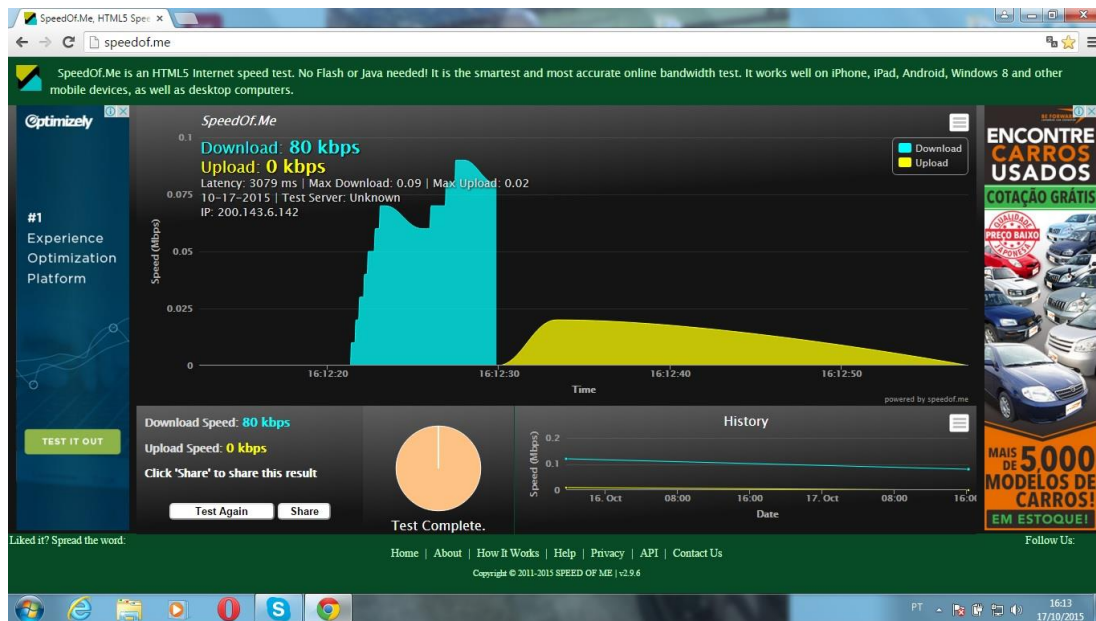 SpeedOf.Me, HTML5 Spee
speedof.me
SpeedOf.Me is an HTML5 Internet speed test. No Flash or Java needed! It is the smartest and most accurate online bandwidth test. It works well on iPhone, iPad, Android, Windows 8 and other
mobile devices, as well as desktop computers.
Optimizely
#1
Experience
Optimization
Platform
TEST IT OUT
SpeedOf.Me
Download: 80 kbps
Upload: 0 kbps
Latency: 3079 ms | Max Download: 0.09 | Max Upload: 0.02
10-17-2015 | Test Server: Unknown
IP: 200.143.6.142
Download
Upload
Speed (Mbps)
0.1
0.075
0.05
0.025
0
16:12:20 16:12:30 16:12:40 16:12:50
Time
powered by speedof.me
Download Speed: 80 kbps
Upload Speed: 0 kbps
Click 'Share' to share this result
Test Again Share
Test Complete.
History
Speed (Mbps)
0.2
0.1
0
16. Oct 08:00 16:00 17. Oct 08:00 16:0
Date
BE FORWARD
ENCONTRE
CARROS
USADOS
COTAÇÃO GRÁTIS
QUALIDADE
PREÇO BAIXO
JAPONESA
MAIS DE 5,000
MODELOS DE
CARROS!
EM ESTOQUE!
Liked it? Spread the word:
Follow Us:
Home | About | How It Works | Help | Privacy | API | Contact Us
Copyright © 2011-2015 SPEED OF ME | v2.9.6
PT
16:13
17/10/2015